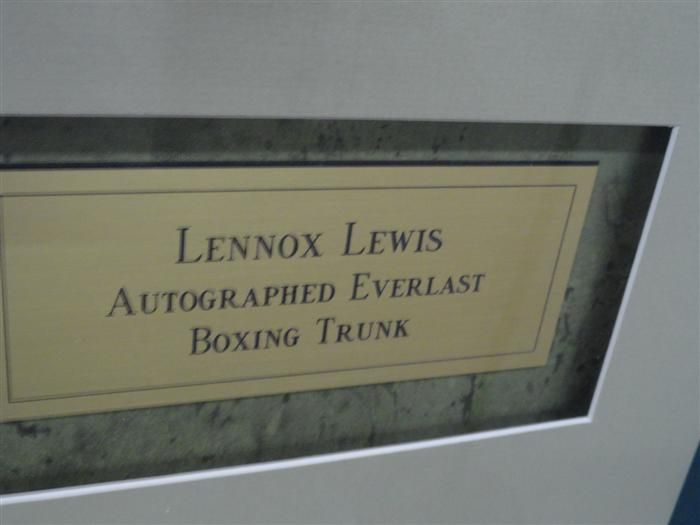 Lennox Lewis
Autographed Everlast
Boxing Trunk